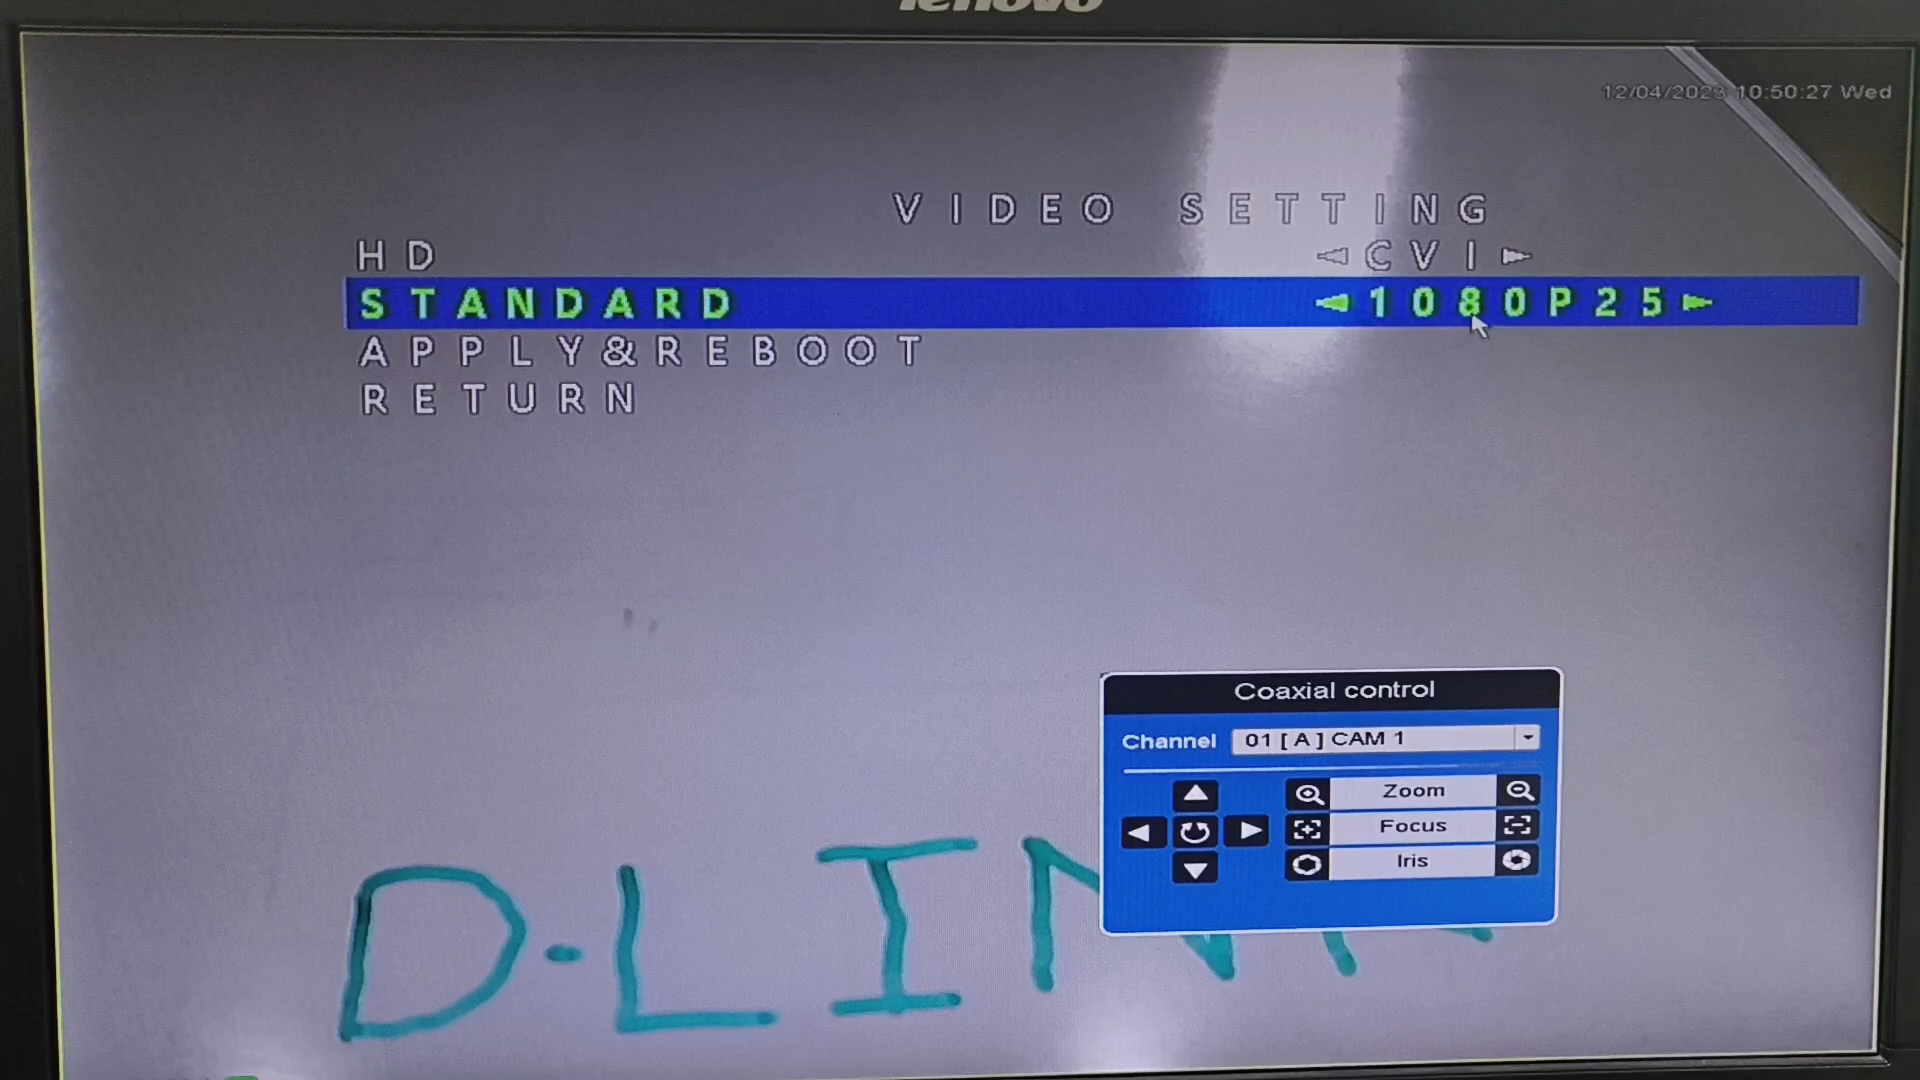 lenovo
12/04/2023 10:50:27 Wed
VIDEO SETTING
HD CVI
STANDARD 1080P25
APPLY&REBOOT
RETURN
Coaxial control
Channel 01 [ A ] CAM 1
Zoom
Focus
Iris
D-LIN